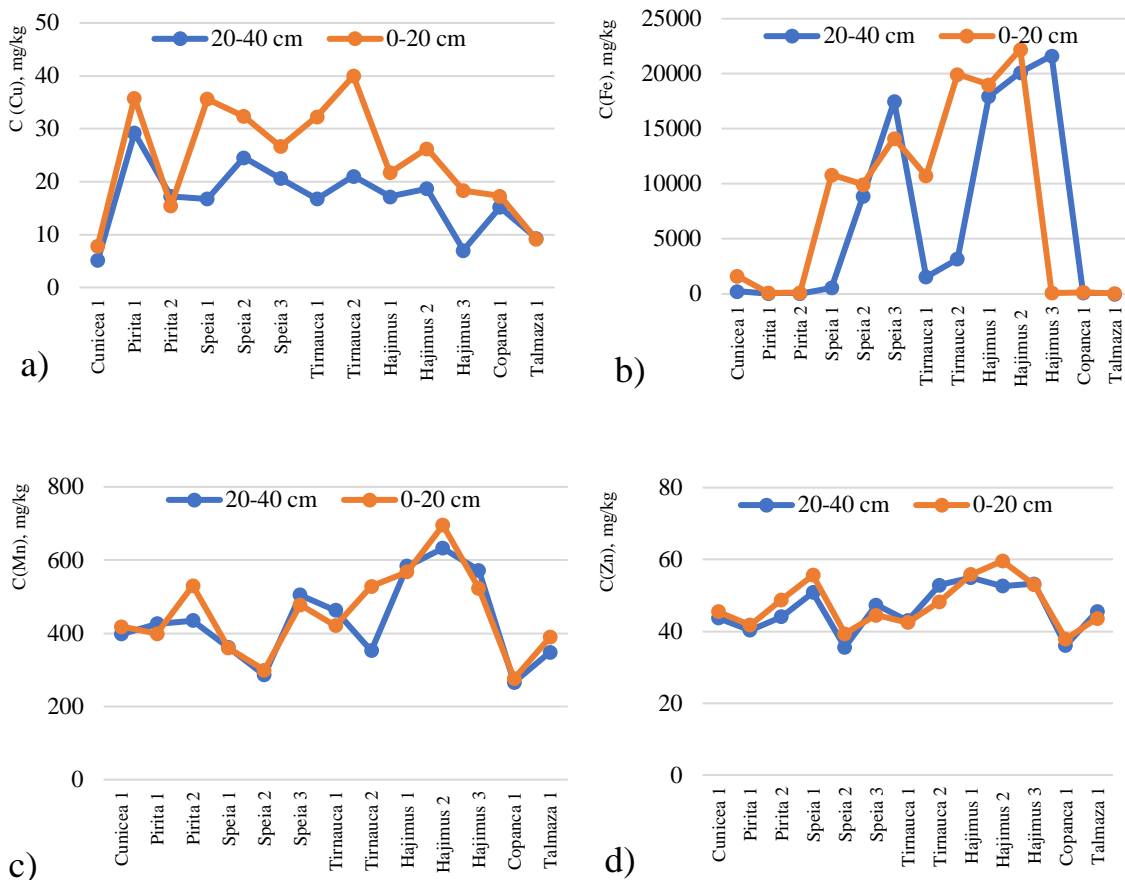 C (Cu), mg/kg
50
40
30
20
10
0
20-40 cm 0-20 cm
Cunicea 1
Pirita 1
Pirita 2
Speia 1
Speia 2
Speia 3
Tirnauca 1
Tirnauca 2
Hajimus 1
Hajimus 2
Hajimus 3
Copanca 1
Talmaza 1
a)
C(Fe), mg/kg
25000
20000
15000
10000
5000
0
20-40 cm 0-20 cm
Cunicea 1
Pirita 1
Pirita 2
Speia 1
Speia 2
Speia 3
Tirnauca 1
Tirnauca 2
Hajimus 1
Hajimus 2
Hajimus 3
Copanca 1
Talmaza 1
b)
C(Mn), mg/kg
800
600
400
200
0
20-40 cm 0-20 cm
Cunicea 1
Pirita 1
Pirita 2
Speia 1
Speia 2
Speia 3
Tirnauca 1
Tirnauca 2
Hajimus 1
Hajimus 2
Hajimus 3
Copanca 1
Talmaza 1
c)
C(Zn), mg/kg
80
60
40
20
0
20-40 cm 0-20 cm
Cunicea 1
Pirita 1
Pirita 2
Speia 1
Speia 2
Speia 3
Tirnauca 1
Tirnauca 2
Hajimus 1
Hajimus 2
Hajimus 3
Copanca 1
Talmaza 1
d)